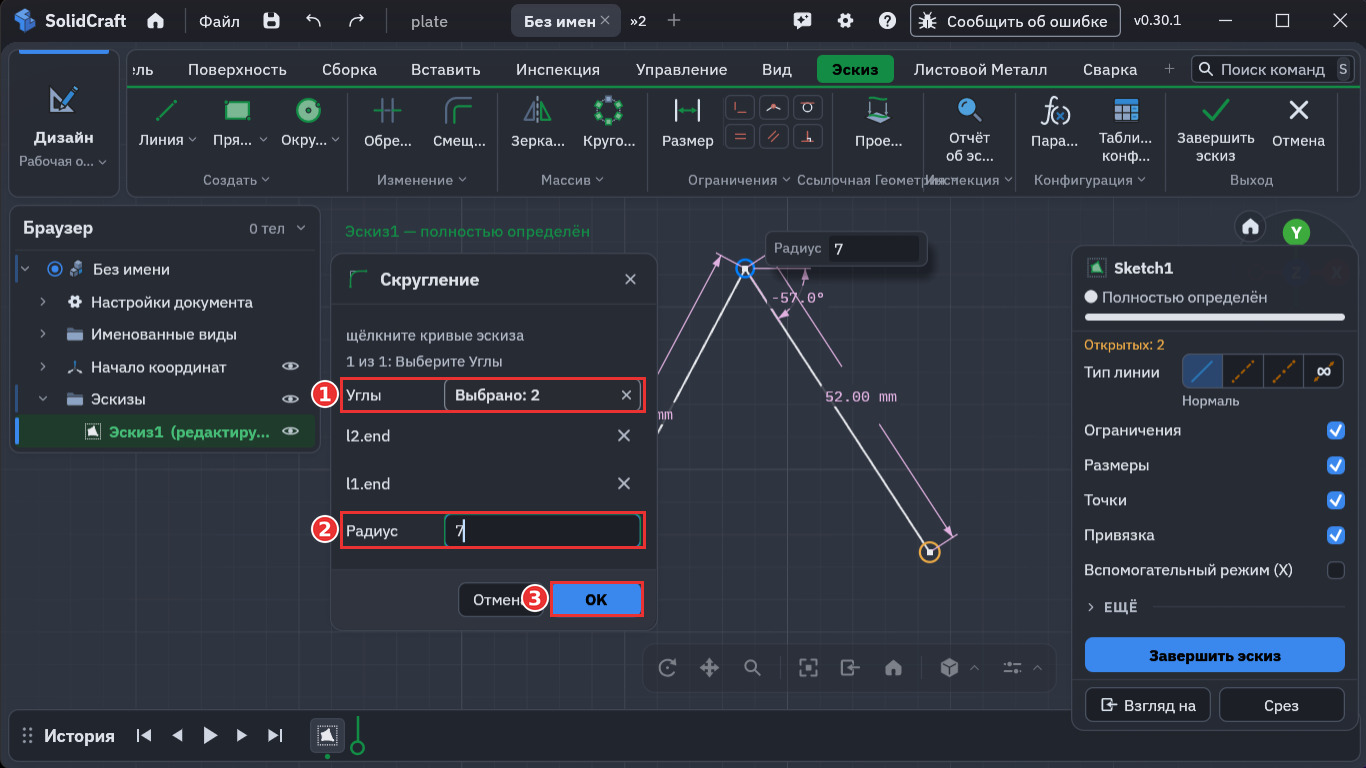 SolidCraft
Файл
plate
Без имен
»2
Сообщить об ошибке
v0.30.1
Дизайн
Рабочая о...
ель
Поверхность
Сборка
Вставить
Инспекция
Управление
Вид
Эскиз
Листовой Металл
Сварка
Поиск команд
S
Линия
Пря...
Окру...
Обре...
Смещ...
Зерка...
Круго...
Размер
Прое...
Отчёт
об эс...
Пара...
Табли...
конф...
Завершить
эскиз
Отмена
Создать
Изменение
Массив
Ограничения
Ссылочная Геометрия
Инспекция
Конфигурация
Выход
Браузер
0 тел
Без имени
Настройки документа
Именованные виды
Начало координат
Эскизы
Эскиз1 (редактиру...
Эскиз1 — полностью определён
Скругление
щёлкните кривые эскиза
1 из 1: Выберите Углы
1
Углы
Выбрано: 2
l2.end
l1.end
2
Радиус
7
Отмен
3
OK
Радиус 7
-57.0°
52.00 mm
mm
Y
Z
X
Sketch1
Полностью определён
Открытых: 2
Тип линии
Нормаль
Ограничения
Размеры
Точки
Привязка
Вспомогательный режим (X)
ЕЩЁ
Завершить эскиз
Взгляд на
Срез
История